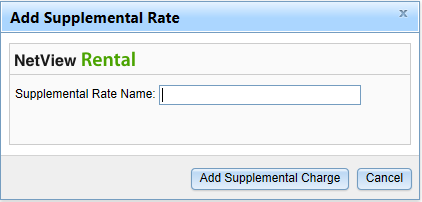 Add Supplemental Rate
x
NetView Rental
Supplemental Rate Name:
Add Supplemental Charge
Cancel